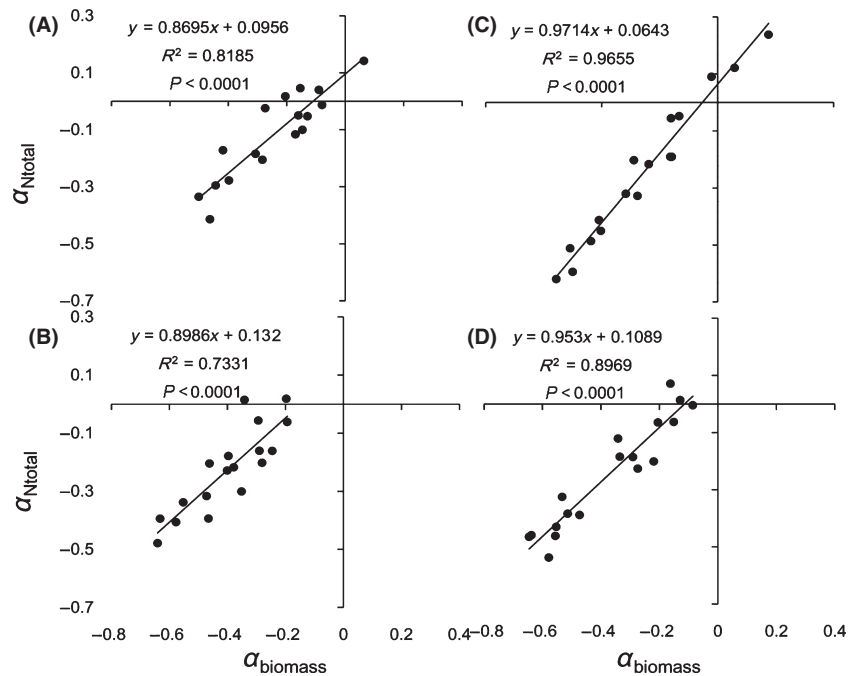 (A)
y = 0.8695x + 0.0956
R² = 0.8185
P < 0.0001
0.3
0.1
–0.1
–0.3
–0.5
–0.7
αNtotal
(C)
y = 0.9714x + 0.0643
R² = 0.9655
P < 0.0001
(B)
y = 0.8986x + 0.132
R² = 0.7331
P < 0.0001
0.3
0.1
–0.1
–0.3
–0.5
–0.7
αNtotal
–0.8 –0.6 –0.4 –0.2 0 0.2 0.4
αbiomass
(D)
y = 0.953x + 0.1089
R² = 0.8969
P < 0.0001
–0.8 –0.6 –0.4 –0.2 0 0.2 0.4
αbiomass